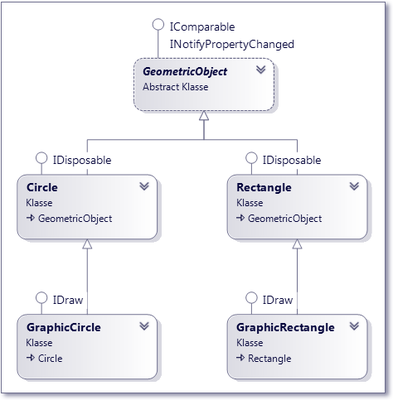 IComparable
INotifyPropertyChanged
GeometricObject
Abstract Klasse
IDisposable
Circle
Klasse
GeometricObject
IDisposable
Rectangle
Klasse
GeometricObject
IDraw
GraphicCircle
Klasse
Circle
IDraw
GraphicRectangle
Klasse
Rectangle